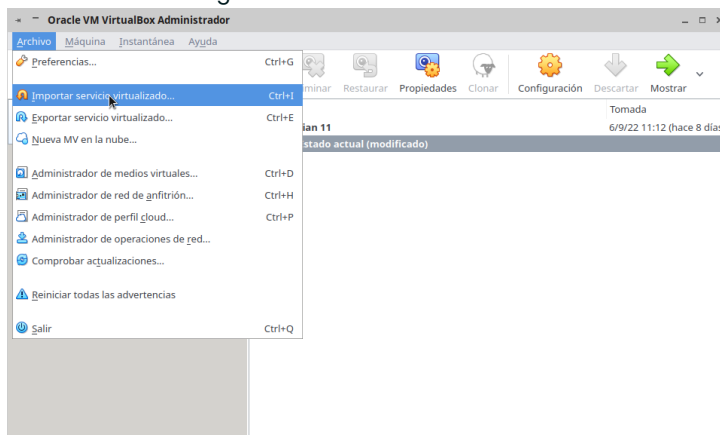 Oracle VM VirtualBox Administrador
Archivo Máquina Instantánea Ayuda
Preferencias... Ctrl+G
Importar servicio virtualizado... Ctrl+I
Exportar servicio virtualizado... Ctrl+E
Nueva MV en la nube...
Administrador de medios virtuales... Ctrl+D
Administrador de red de anfitrión... Ctrl+H
Administrador de perfil cloud... Ctrl+P
Administrador de operaciones de red...
Comprobar actualizaciones...
Reiniciar todas las advertencias
Salir Ctrl+Q
minar Restaurar Propiedades Clonar Configuración Descartar Mostrar
Tomada
ian 11 6/9/22 11:12 (hace 8 días
stado actual (modificado)